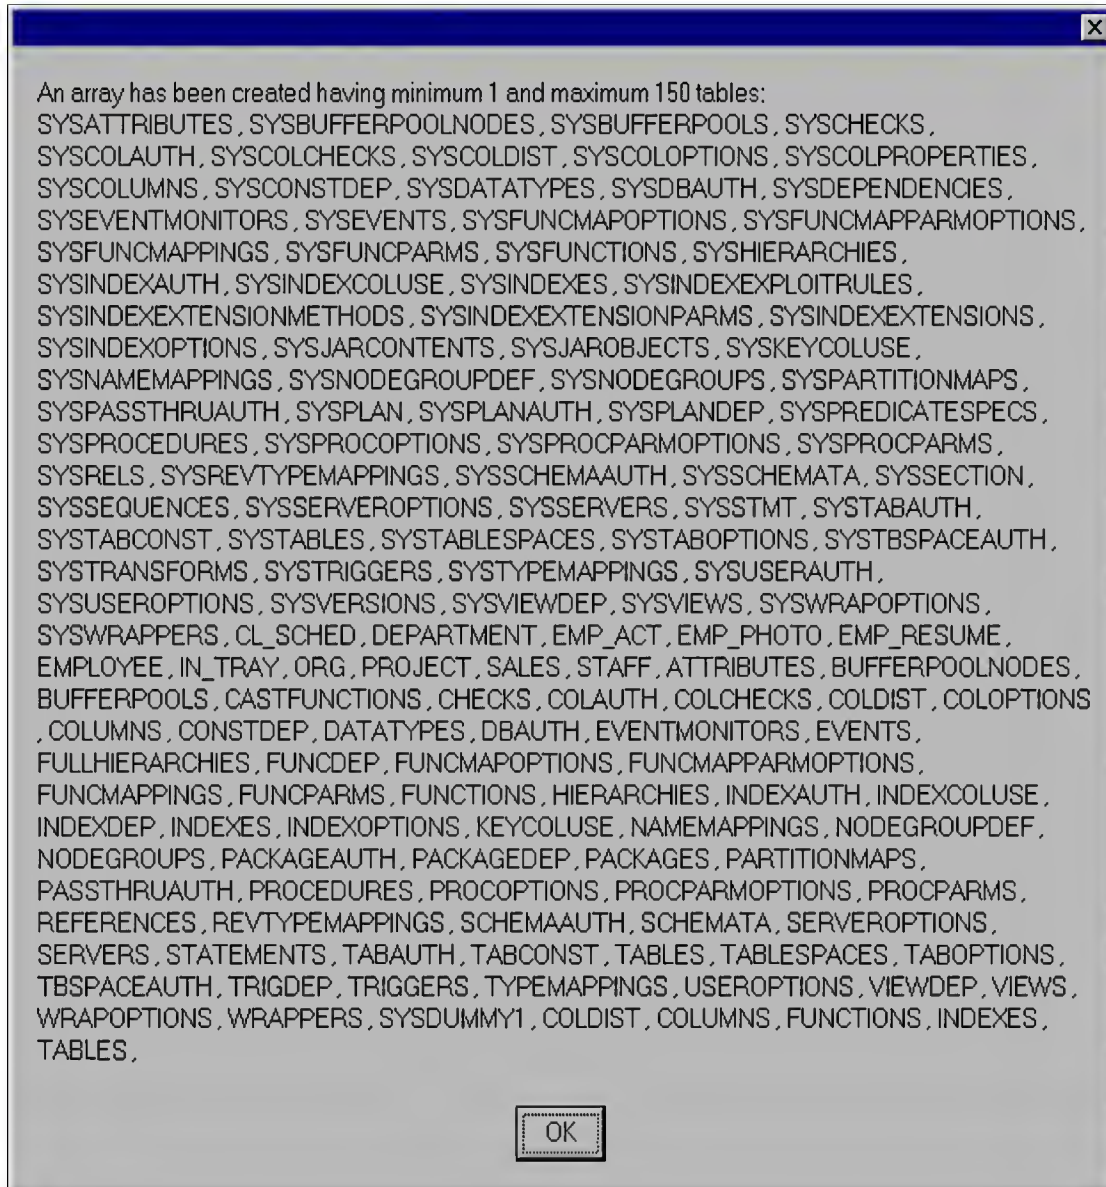 An array has been created having minimum 1 and maximum 150 tables:
SYSATTRIBUTES , SYSBUFFERPOOLNODES , SYSBUFFERPOOLS , SYSCHECKS ,
SYSCOLAUTH , SYSCOLCHECKS , SYSCOLDIST , SYSCOLOPTIONS , SYSCOLPROPERTIES ,
SYSCOLUMNS , SYSCONSTDEP , SYSDATATYPES , SYSDBAUTH , SYSDEPENDENCIES ,
SYSEVENTMONITORS , SYSEVENTS , SYSFUNCMAPOPTIONS , SYSFUNCMAPPARMOPTIONS ,
SYSFUNCMAPPINGS , SYSFUNCPARMS , SYSFUNCTIONS , SYSHIERARCHIES ,
SYSINDEXAUTH , SYSINDEXCOLUSE , SYSINDEXES , SYSINDEXEXPLOITRULES ,
SYSINDEXEXTENSIONMETHODS , SYSINDEXEXTENSIONPARMS , SYSINDEXEXTENSIONS ,
SYSINDEXOPTIONS , SYSJARCONTENTS , SYSJAROBJECTS , SYSKEYCOLUSE ,
SYSNAMEMAPPINGS , SYSNODEGROUPDEF , SYSNODEGROUPS , SYSPARTITIONMAPS ,
SYSPASSTHRUAUTH , SYSPLAN , SYSPLANAUTH , SYSPLANDEP , SYSPREDICATESPECS ,
SYSPROCEDURES , SYSPROCOPTIONS , SYSPROCPARMOPTIONS , SYSPROCPARMS ,
SYSRELS , SYSREVTYPEMAPPINGS , SYSSCHEMAAUTH , SYSSCHEMATA , SYSSECTION ,
SYSSEQUENCES , SYSSERVEROPTIONS , SYSSERVERS , SYSSTMT , SYSTABAUTH ,
SYSTABCONST , SYSTABLES , SYSTABLESPACES , SYSTABOPTIONS , SYSTBSPACEAUTH ,
SYSTRANSFORMS , SYSTRIGGERS , SYSTYPEMAPPINGS , SYSUSERAUTH ,
SYSUSEROPTIONS , SYSVERSIONS , SYSVIEWDEP , SYSVIEWS , SYSWRAPOPTIONS ,
SYSWRAPPERS , CL_SCHED , DEPARTMENT , EMP_ACT , EMP_PHOTO , EMP_RESUME ,
EMPLOYEE , IN_TRAY , ORG , PROJECT , SALES , STAFF , ATTRIBUTES , BUFFERPOOLNODES ,
BUFFERPOOLS , CASTFUNCTIONS , CHECKS , COLAUTH , COLCHECKS , COLDIST , COLOPTIONS
, COLUMNS , CONSTDEP , DATATYPES , DBAUTH , EVENTMONITORS , EVENTS ,
FULLHIERARCHIES , FUNCDEP , FUNCMAPOPTIONS , FUNCMAPPARMOPTIONS ,
FUNCMAPPINGS , FUNCPARMS , FUNCTIONS , HIERARCHIES , INDEXAUTH , INDEXCOLUSE ,
INDEXDEP , INDEXES , INDEXOPTIONS , KEYCOLUSE , NAMEMAPPINGS , NODEGROUPDEF ,
NODEGROUPS , PACKAGEAUTH , PACKAGEDEP , PACKAGES , PARTITIONMAPS ,
PASSTHRUAUTH , PROCEDURES , PROCOPTIONS , PROCPARMOPTIONS , PROCPARMS ,
REFERENCES , REVTYPEMAPPINGS , SCHEMAAUTH , SCHEMATA , SERVEROPTIONS ,
SERVERS , STATEMENTS , TABAUTH , TABCONST , TABLES , TABLESPACES , TABOPTIONS ,
TBSPACEAUTH , TRIGDEP , TRIGGERS , TYPEMAPPINGS , USEROPTIONS , VIEWDEP , VIEWS ,
WRAPOPTIONS , WRAPPERS , SYSDUMMY1 , COLDIST , COLUMNS , FUNCTIONS , INDEXES ,
TABLES ,
OK